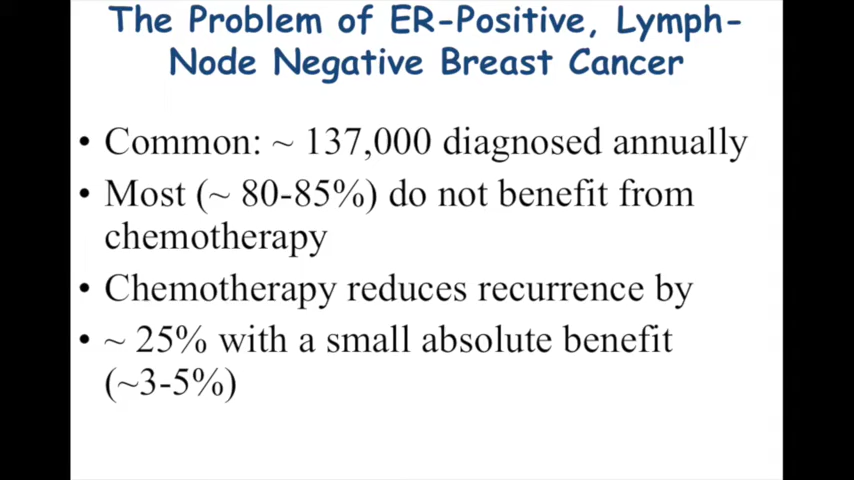 The Problem of ER-Positive, Lymph-
Node Negative Breast Cancer
• Common: ~ 137,000 diagnosed annually
• Most (~ 80-85%) do not benefit from
chemotherapy
• Chemotherapy reduces recurrence by
• ~ 25% with a small absolute benefit
(~3-5%)